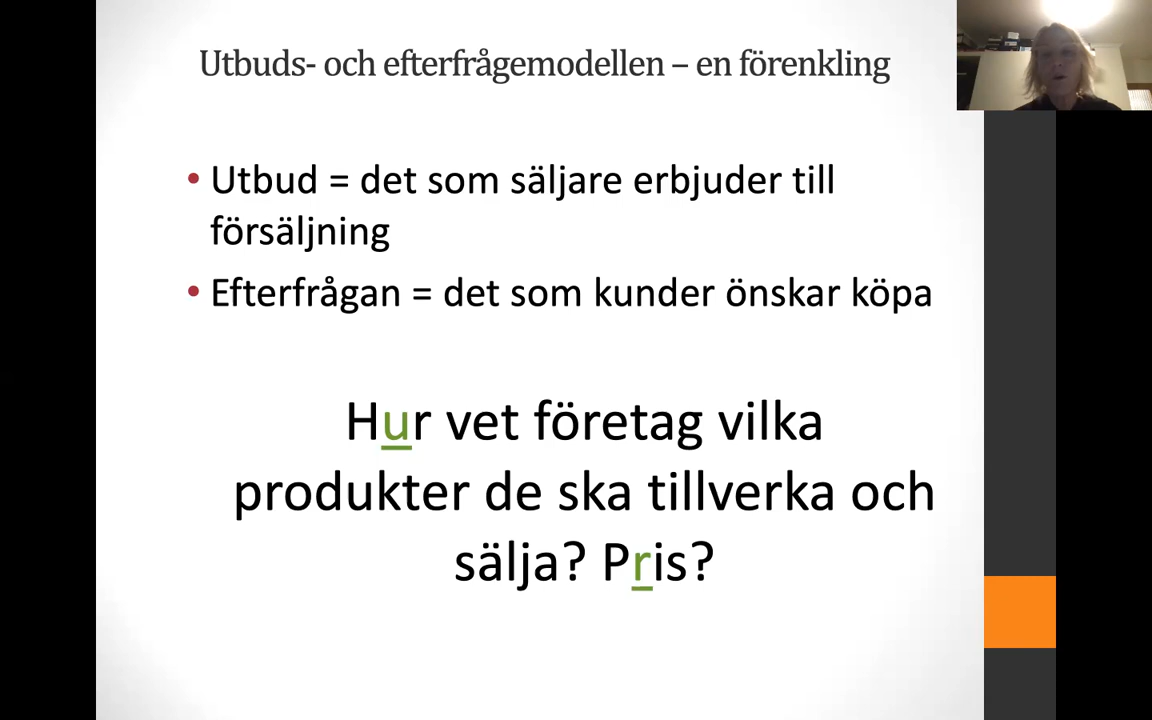 Utbuds- och efterfrågemodellen – en förenkling
• Utbud = det som säljare erbjuder till
försäljning
• Efterfrågan = det som kunder önskar köpa
Hur vet företag vilka
produkter de ska tillverka och
sälja? Pris?